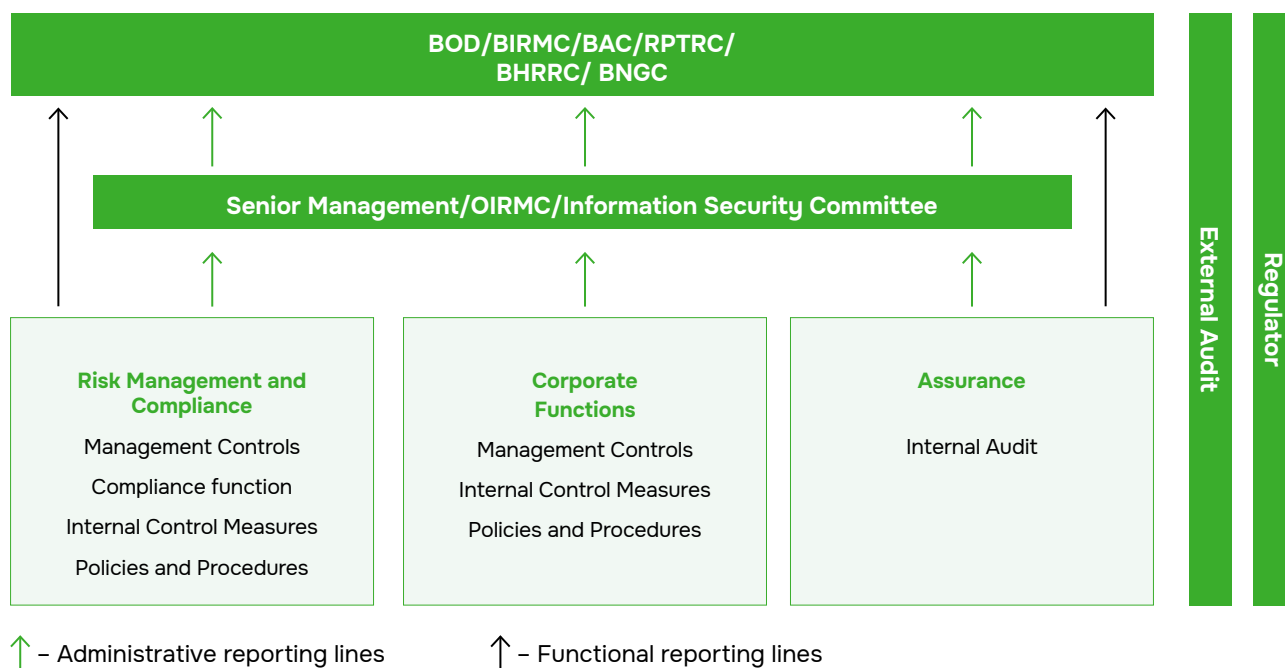 BOD/BIRMC/BAC/RPTRC/
BHRRC/ BNGC
Senior Management/OIRMC/Information Security Committee
Risk Management and
Compliance
Management Controls
Compliance function
Internal Control Measures
Policies and Procedures
Corporate
Functions
Management Controls
Internal Control Measures
Policies and Procedures
Assurance
Internal Audit
External Audit
Regulator
– Administrative reporting lines
– Functional reporting lines